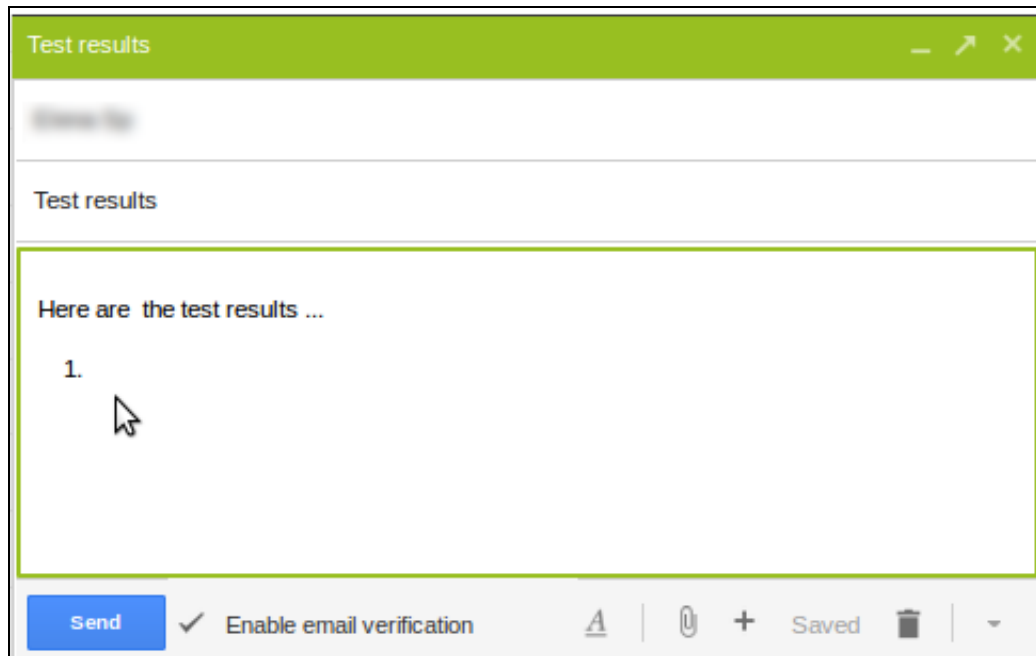 Test results
Test results
Here are  the test results ...
1.
Send Enable email verification A Saved